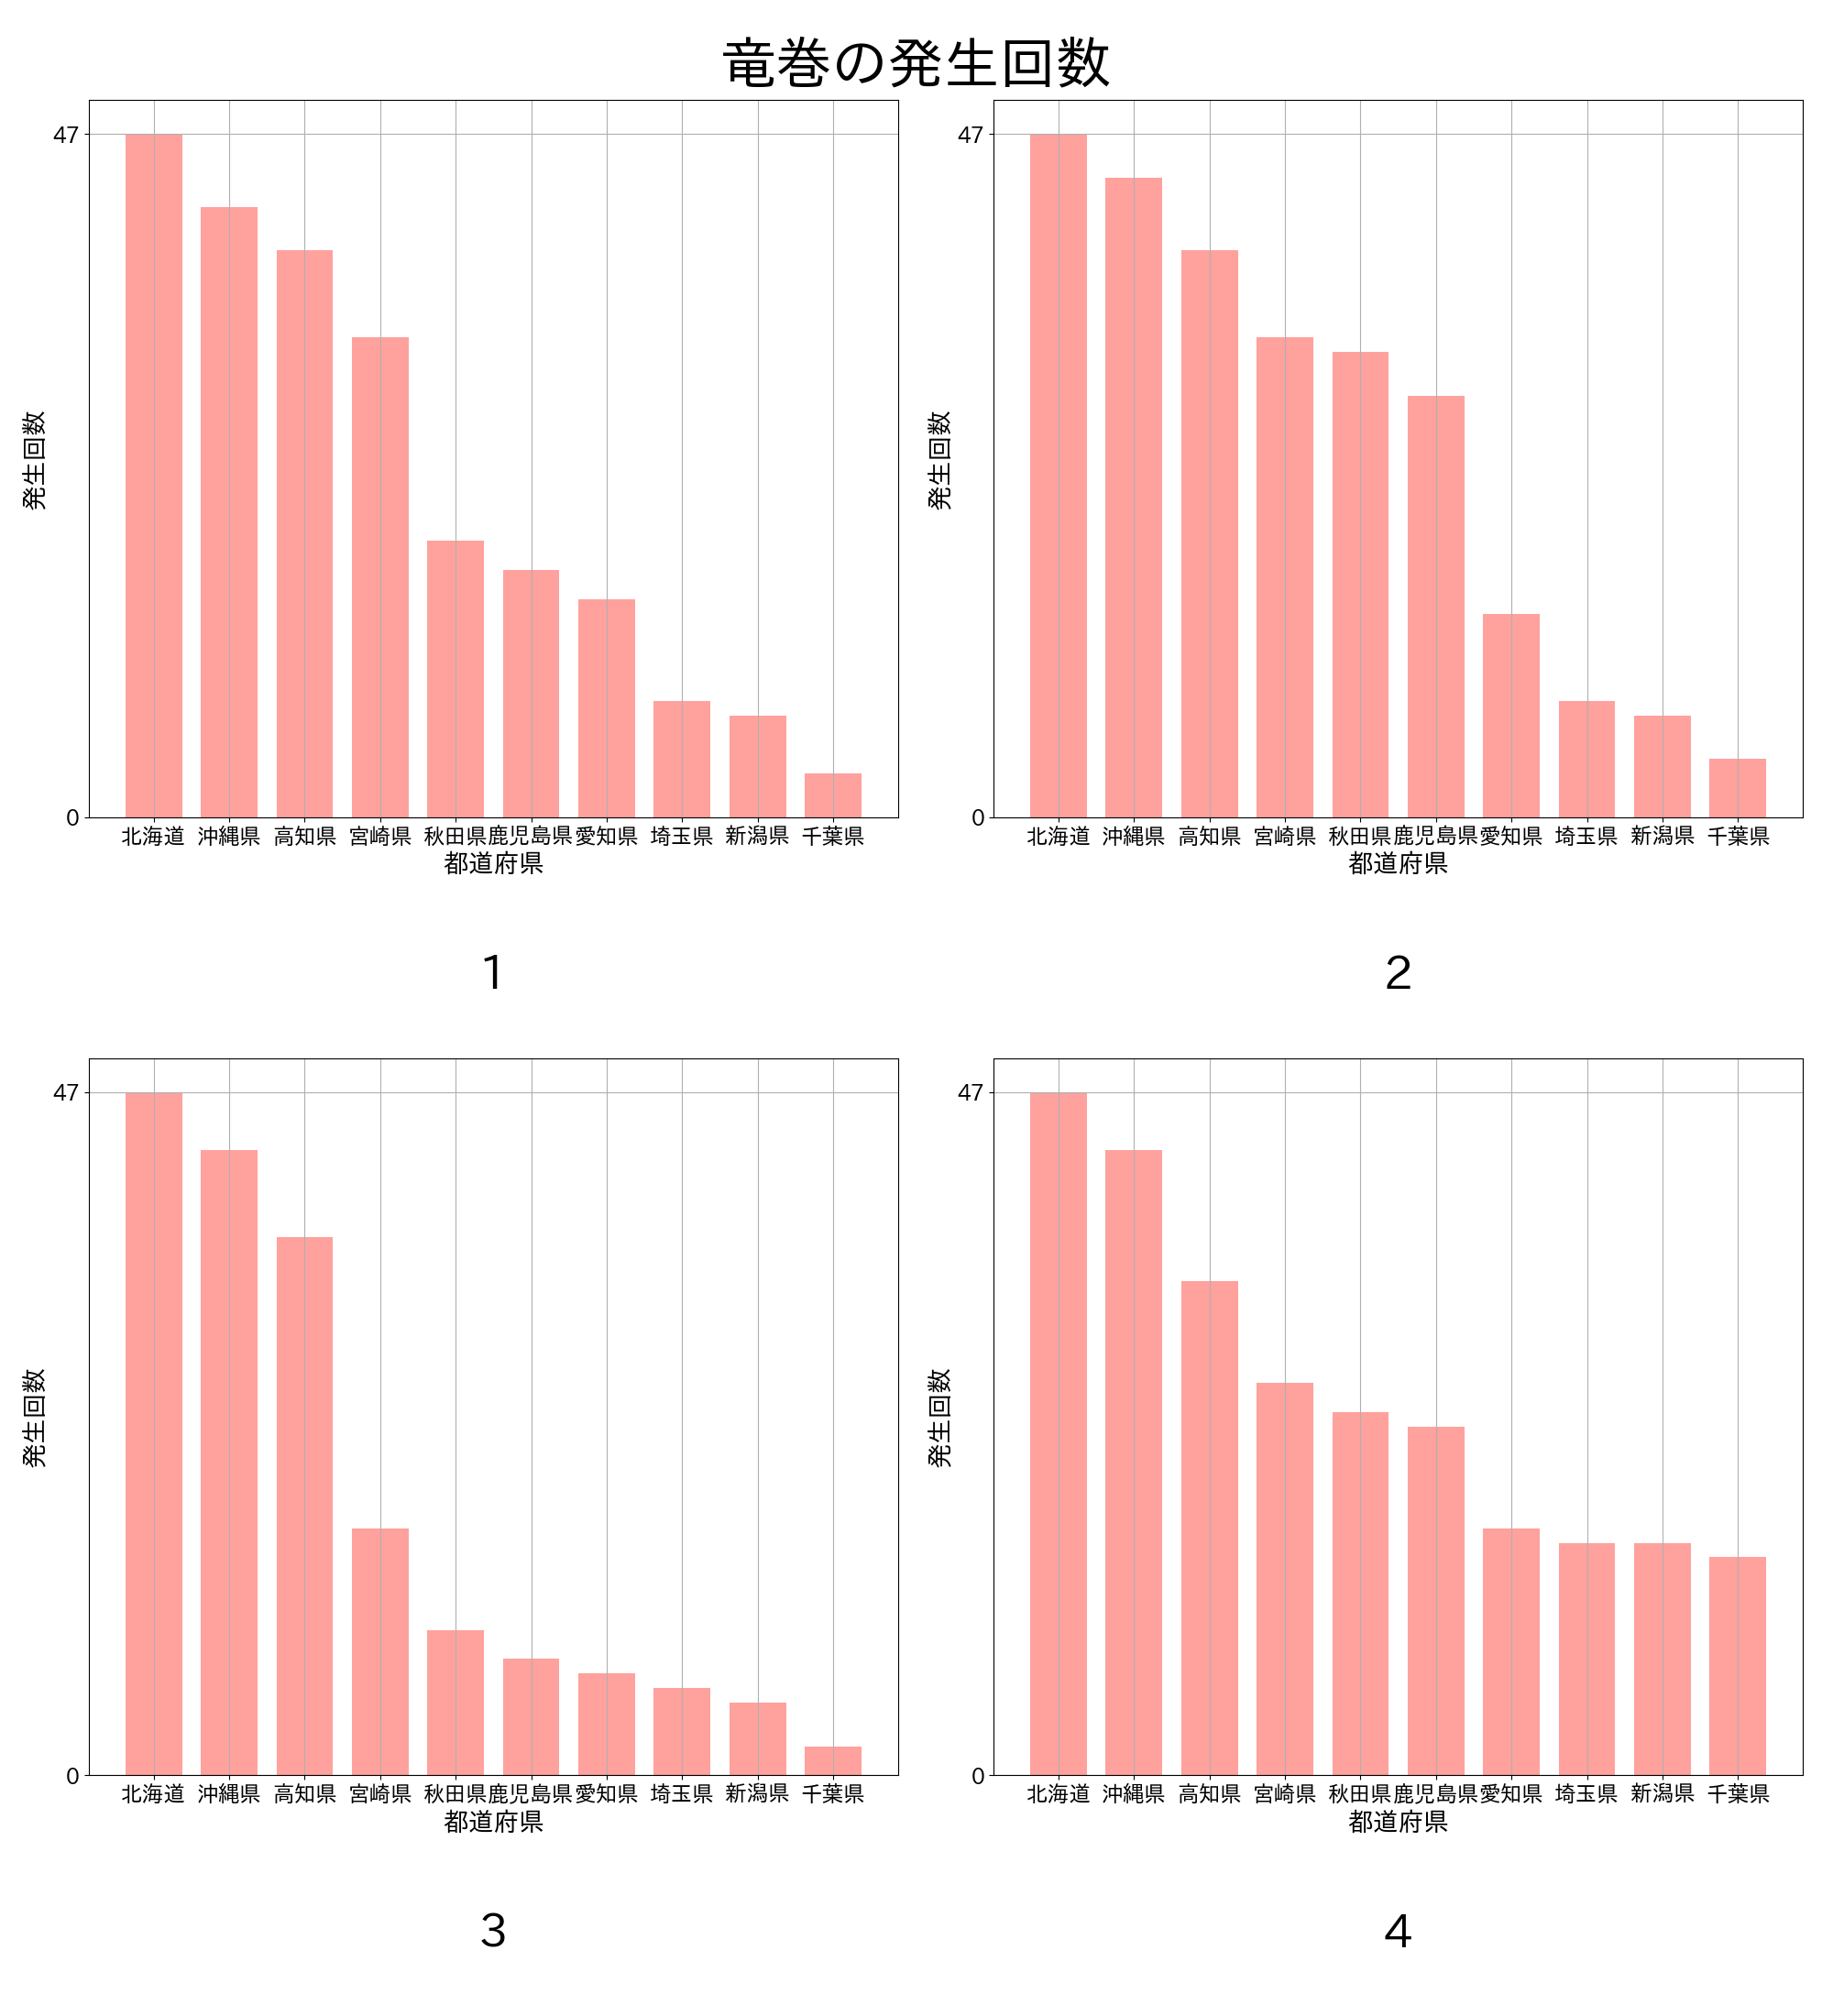 竜巻の発生回数
47
0
発生回数
北海道 沖縄県 高知県 宮崎県 秋田県 鹿児島県 愛知県 埼玉県 新潟県 千葉県
都道府県
1
47
0
発生回数
北海道 沖縄県 高知県 宮崎県 秋田県 鹿児島県 愛知県 埼玉県 新潟県 千葉県
都道府県
2
47
0
発生回数
北海道 沖縄県 高知県 宮崎県 秋田県 鹿児島県 愛知県 埼玉県 新潟県 千葉県
都道府県
3
47
0
発生回数
北海道 沖縄県 高知県 宮崎県 秋田県 鹿児島県 愛知県 埼玉県 新潟県 千葉県
都道府県
4